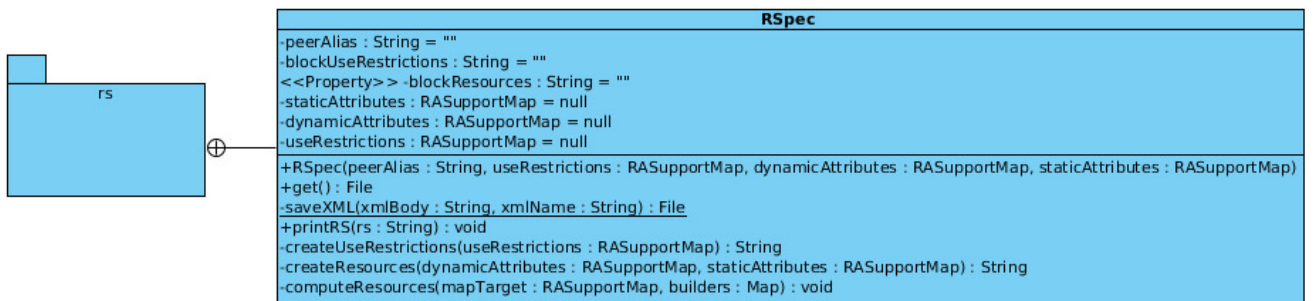 rs
RSpec
-peerAlias : String = ""
-blockUseRestrictions : String = ""
<<Property>> -blockResources : String = ""
-staticAttributes : RASupportMap = null
-dynamicAttributes : RASupportMap = null
-useRestrictions : RASupportMap = null
+RSpec(peerAlias : String, useRestrictions : RASupportMap, dynamicAttributes : RASupportMap, staticAttributes : RASupportMap)
+get() : File
-saveXML(xmlBody : String, xmlName : String) : File
+printRS(rs : String) : void
-createUseRestrictions(useRestrictions : RASupportMap) : String
-createResources(dynamicAttributes : RASupportMap, staticAttributes : RASupportMap) : String
-computeResources(mapTarget : RASupportMap, builders : Map) : void